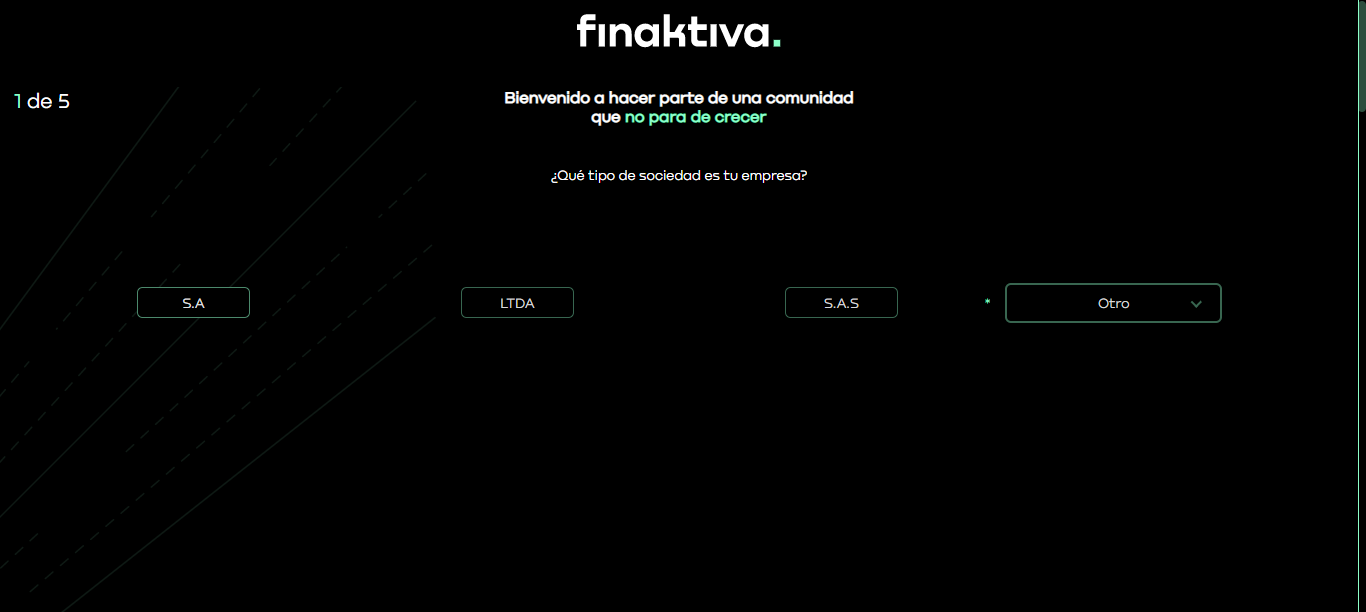 finaktiva.
1 de 5
Bienvenido a hacer parte de una comunidad
que no para de crecer
¿Qué tipo de sociedad es tu empresa?
S.A
LTDA
S.A.S
* Otro